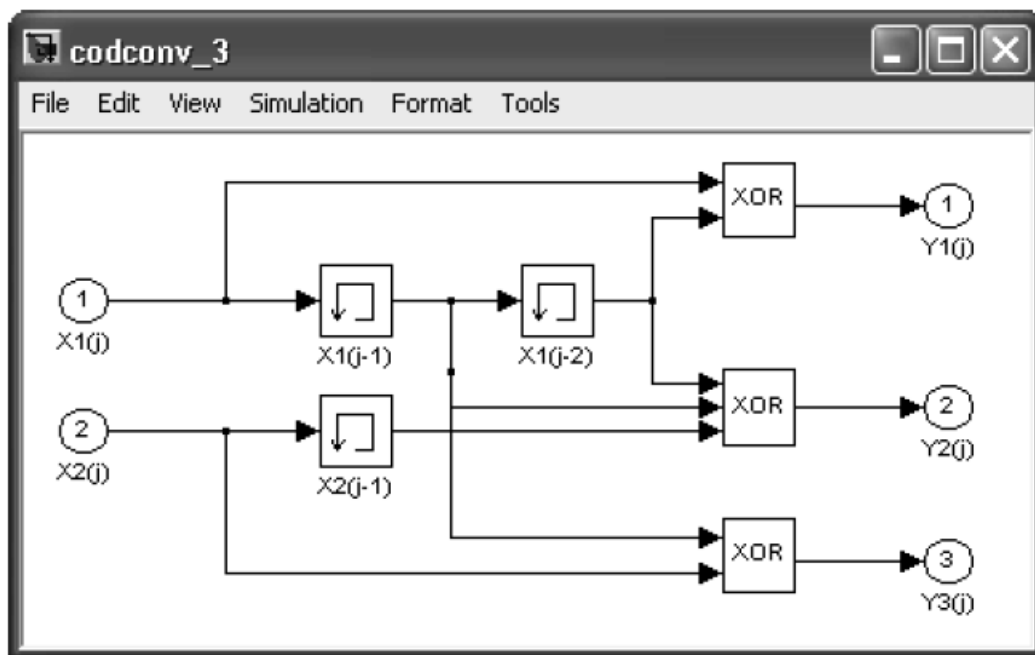 codconv_3
File Edit View Simulation Format Tools
XOR
1
Y1(j)
1
X1(j)
X1(j-1)
X1(j-2)
XOR
2
Y2(j)
2
X2(j)
X2(j-1)
XOR
3
Y3(j)